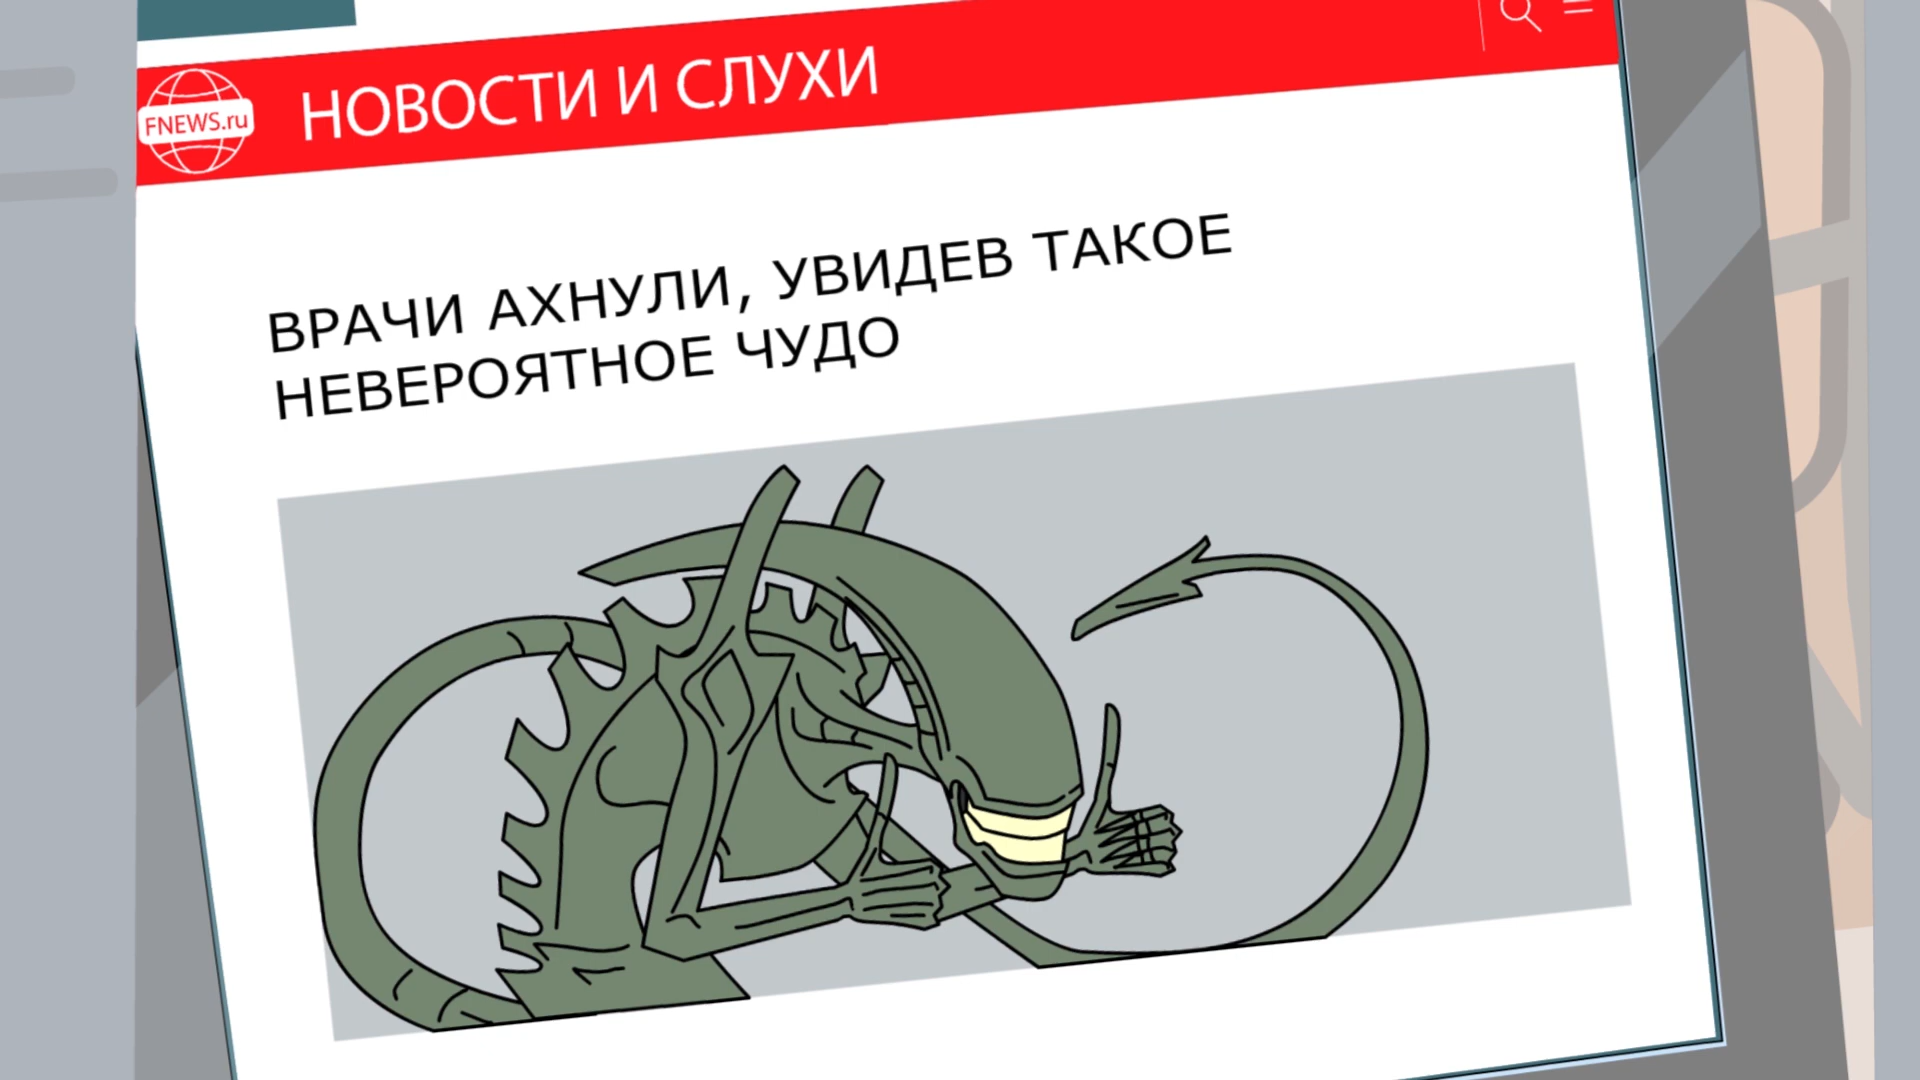 FNEWS.ru
НОВОСТИ И СЛУХИ
ВРАЧИ АХНУЛИ, УВИДЕВ ТАКОЕ
НЕВЕРОЯТНОЕ ЧУДО